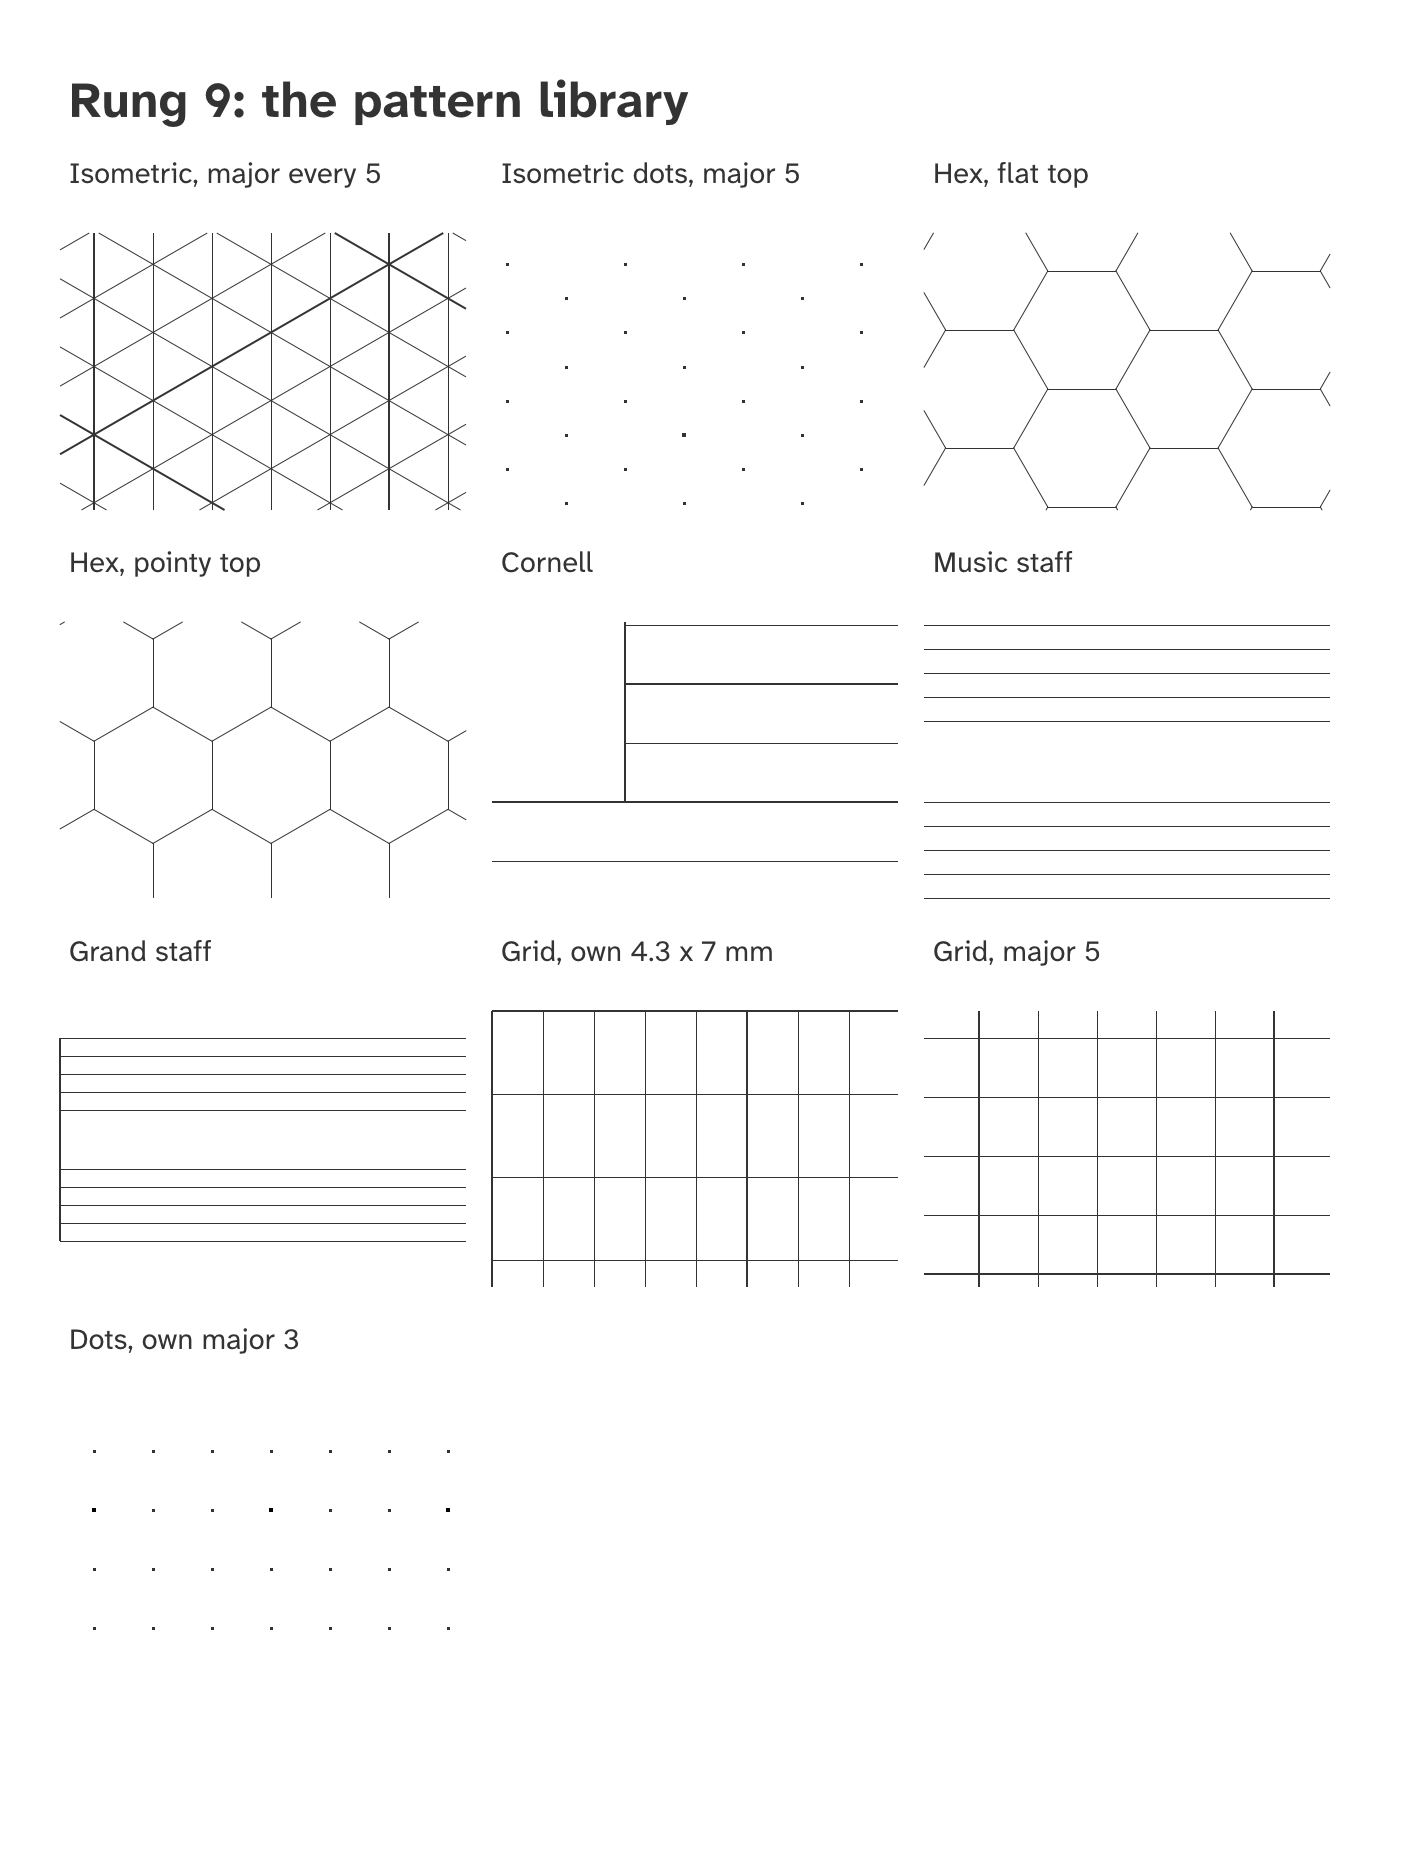 Rung 9: the pattern library
Isometric, major every 5
Isometric dots, major 5
Hex, flat top
Hex, pointy top
Cornell
Music staff
Grand staff
Grid, own 4.3 x 7 mm
Grid, major 5
Dots, own major 3